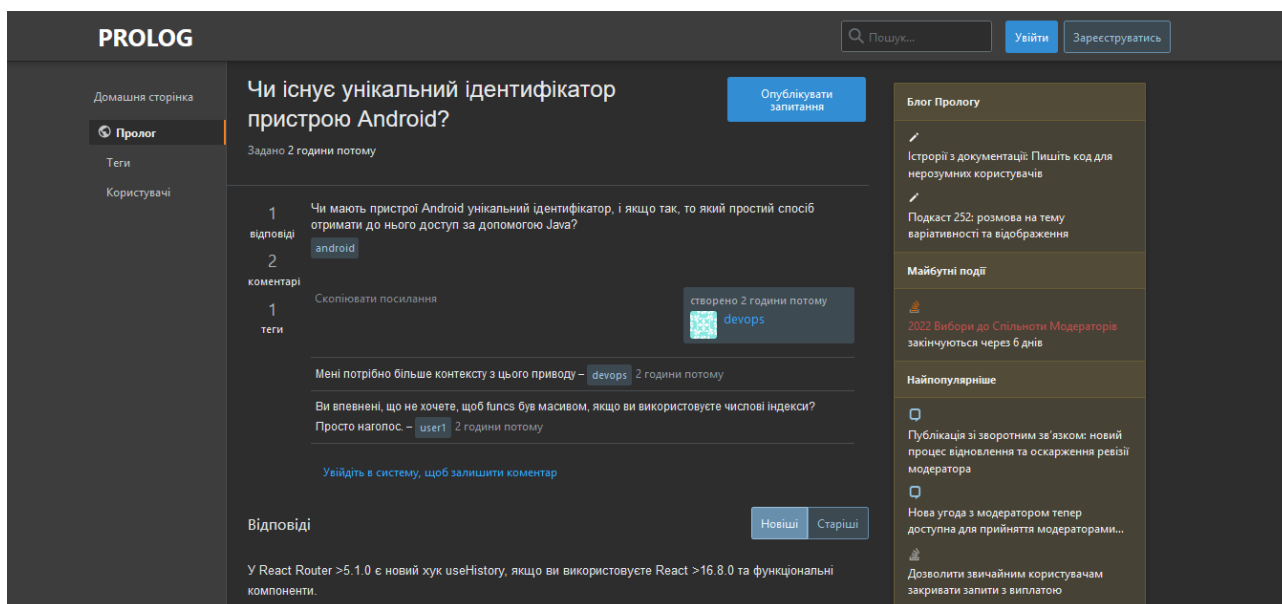 PROLOG
Пошук...
Увійти
Зареєструватись
Домашня сторінка
Пролог
Теги
Користувачі
Чи існує унікальний ідентифікатор
пристрою Android?
Опублікувати
запитання
Задано 2 години потому
1
відповіді
2
коментарі
1
теги
Чи мають пристрої Android унікальний ідентифікатор, і якщо так, то який простий спосіб
отримати до нього доступ за допомогою Java?
android
Скопіювати посилання
створено 2 години потому
devops
Мені потрібно більше контексту з цього приводу – devops 2 години потому
Ви впевнені, що не хочете, щоб funcs був масивом, якщо ви використовуєте числові індекси?
Просто наголос. – user1 2 години потому
Увійдіть в систему, щоб залишити коментар
Відповіді
Новіші
Старіші
У React Router >5.1.0 є новий хук useHistory, якщо ви використовуєте React >16.8.0 та функціональні
компоненти.
Блог Прологу
Істрорії з документації: Пишіть код для
нерозумних користувачів
Подкаст 252: розмова на тему
варіативності та відображення
Майбутні події
2022 Вибори до Спільноти Модераторів
закінчуються через 6 днів
Найпопулярніше
Публікація зі зворотним зв'язком: новий
процес відновлення та оскарження ревізії
модератора
Нова угода з модератором тепер
доступна для прийняття модераторами...
Дозволити звичайним користувачам
закривати запити з виплатою